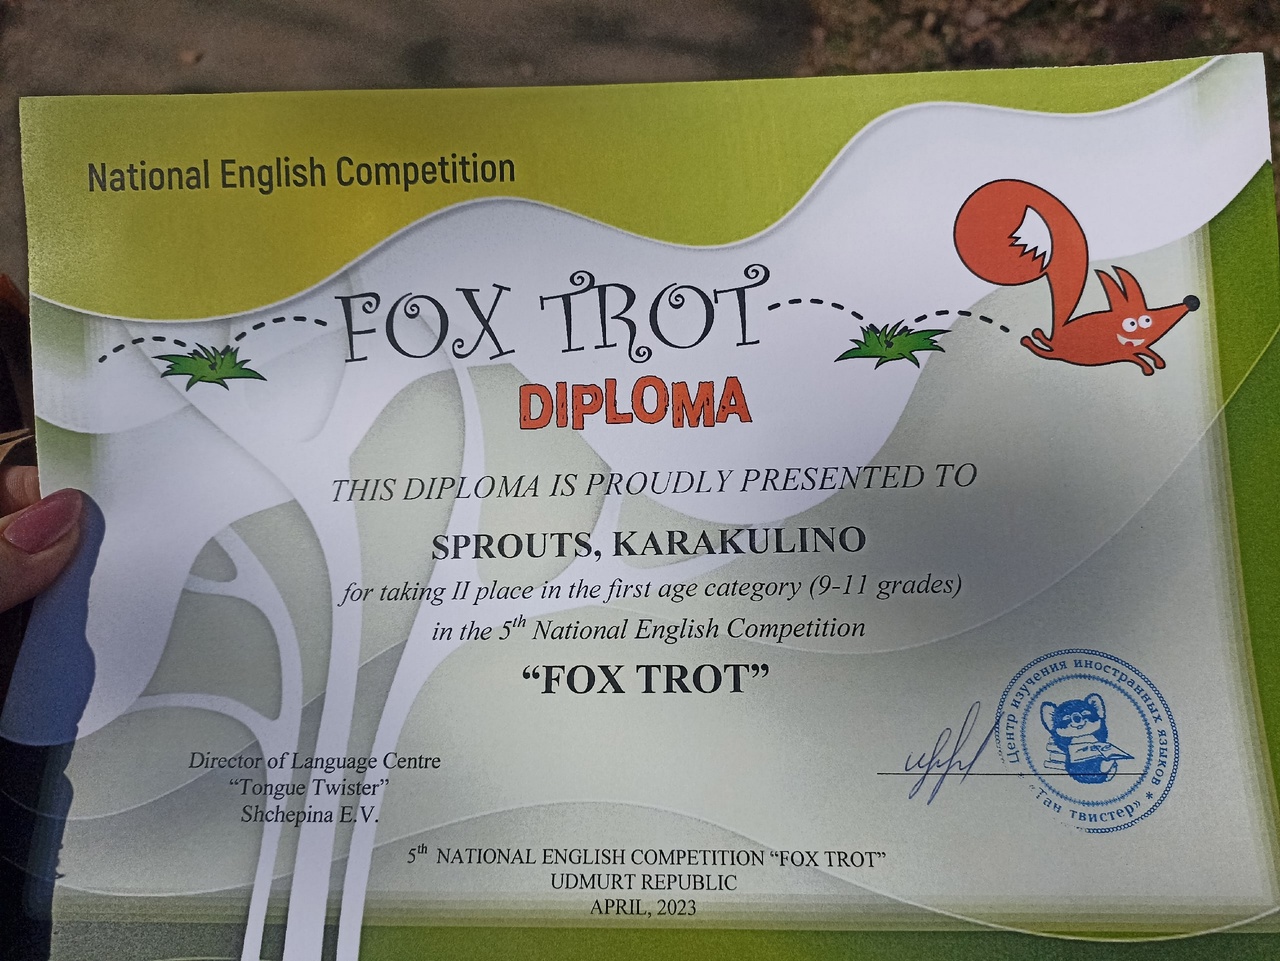 National English Competition
FOX TROT
DIPLOMA
THIS DIPLOMA IS PROUDLY PRESENTED TO
SPROUTS, KARAKULINO
for taking II place in the first age category (9-11 grades)
in the 5th National English Competition
“FOX TROT”
Director of Language Centre
“Tongue Twister”
Shchepina E.V.
Центр изучения иностранных языков
* “Тан твистер” *
5th NATIONAL ENGLISH COMPETITION “FOX TROT”
UDMURT REPUBLIC
APRIL, 2023